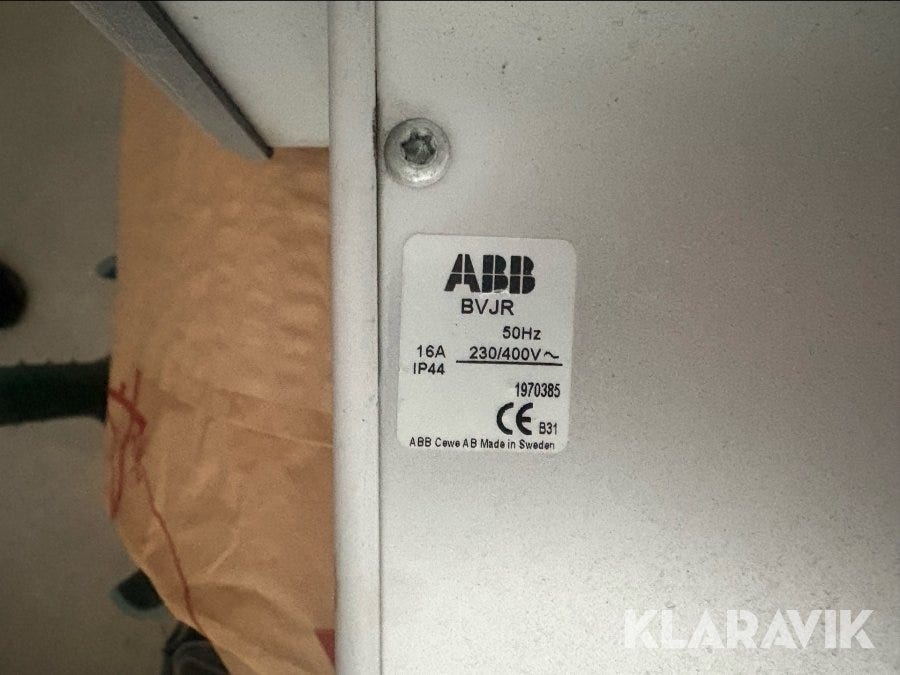 ABB
BVJR
50Hz
16A 230/400V~
IP44
1970385
CE B31
ABB Cewe AB Made in Sweden
KLARAVIK